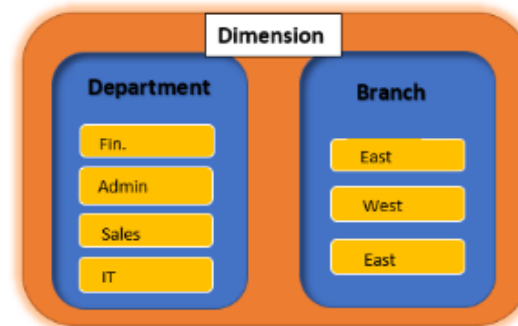 Dimension
Department
Fin.
Admin
Sales
IT
Branch
East
West
East